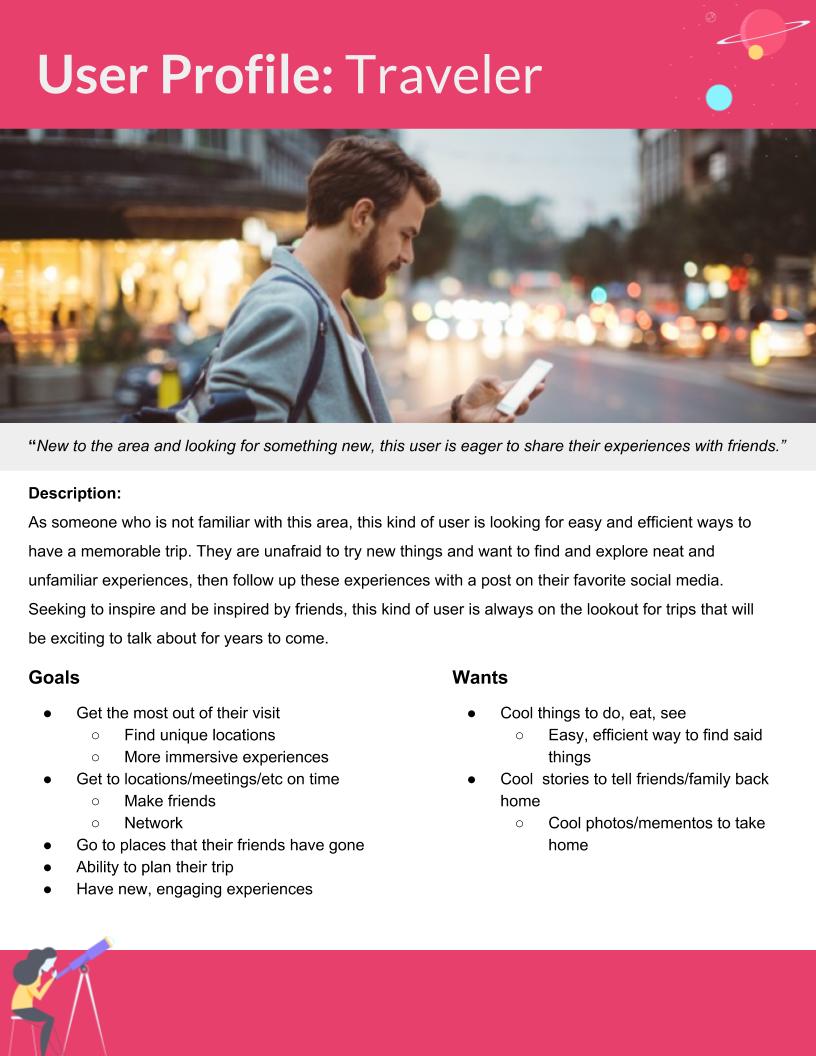 User Profile: Traveler
“New to the area and looking for something new, this user is eager to share their experiences with friends.”
Description:
As someone who is not familiar with this area, this kind of user is looking for easy and efficient ways to
have a memorable trip. They are unafraid to try new things and want to find and explore neat and
unfamiliar experiences, then follow up these experiences with a post on their favorite social media.
Seeking to inspire and be inspired by friends, this kind of user is always on the lookout for trips that will
be exciting to talk about for years to come.
Goals
● Get the most out of their visit
○ Find unique locations
○ More immersive experiences
● Get to locations/meetings/etc on time
○ Make friends
○ Network
● Go to places that their friends have gone
● Ability to plan their trip
● Have new, engaging experiences
Wants
● Cool things to do, eat, see
○ Easy, efficient way to find said
things
● Cool  stories to tell friends/family back
home
○ Cool photos/mementos to take
home